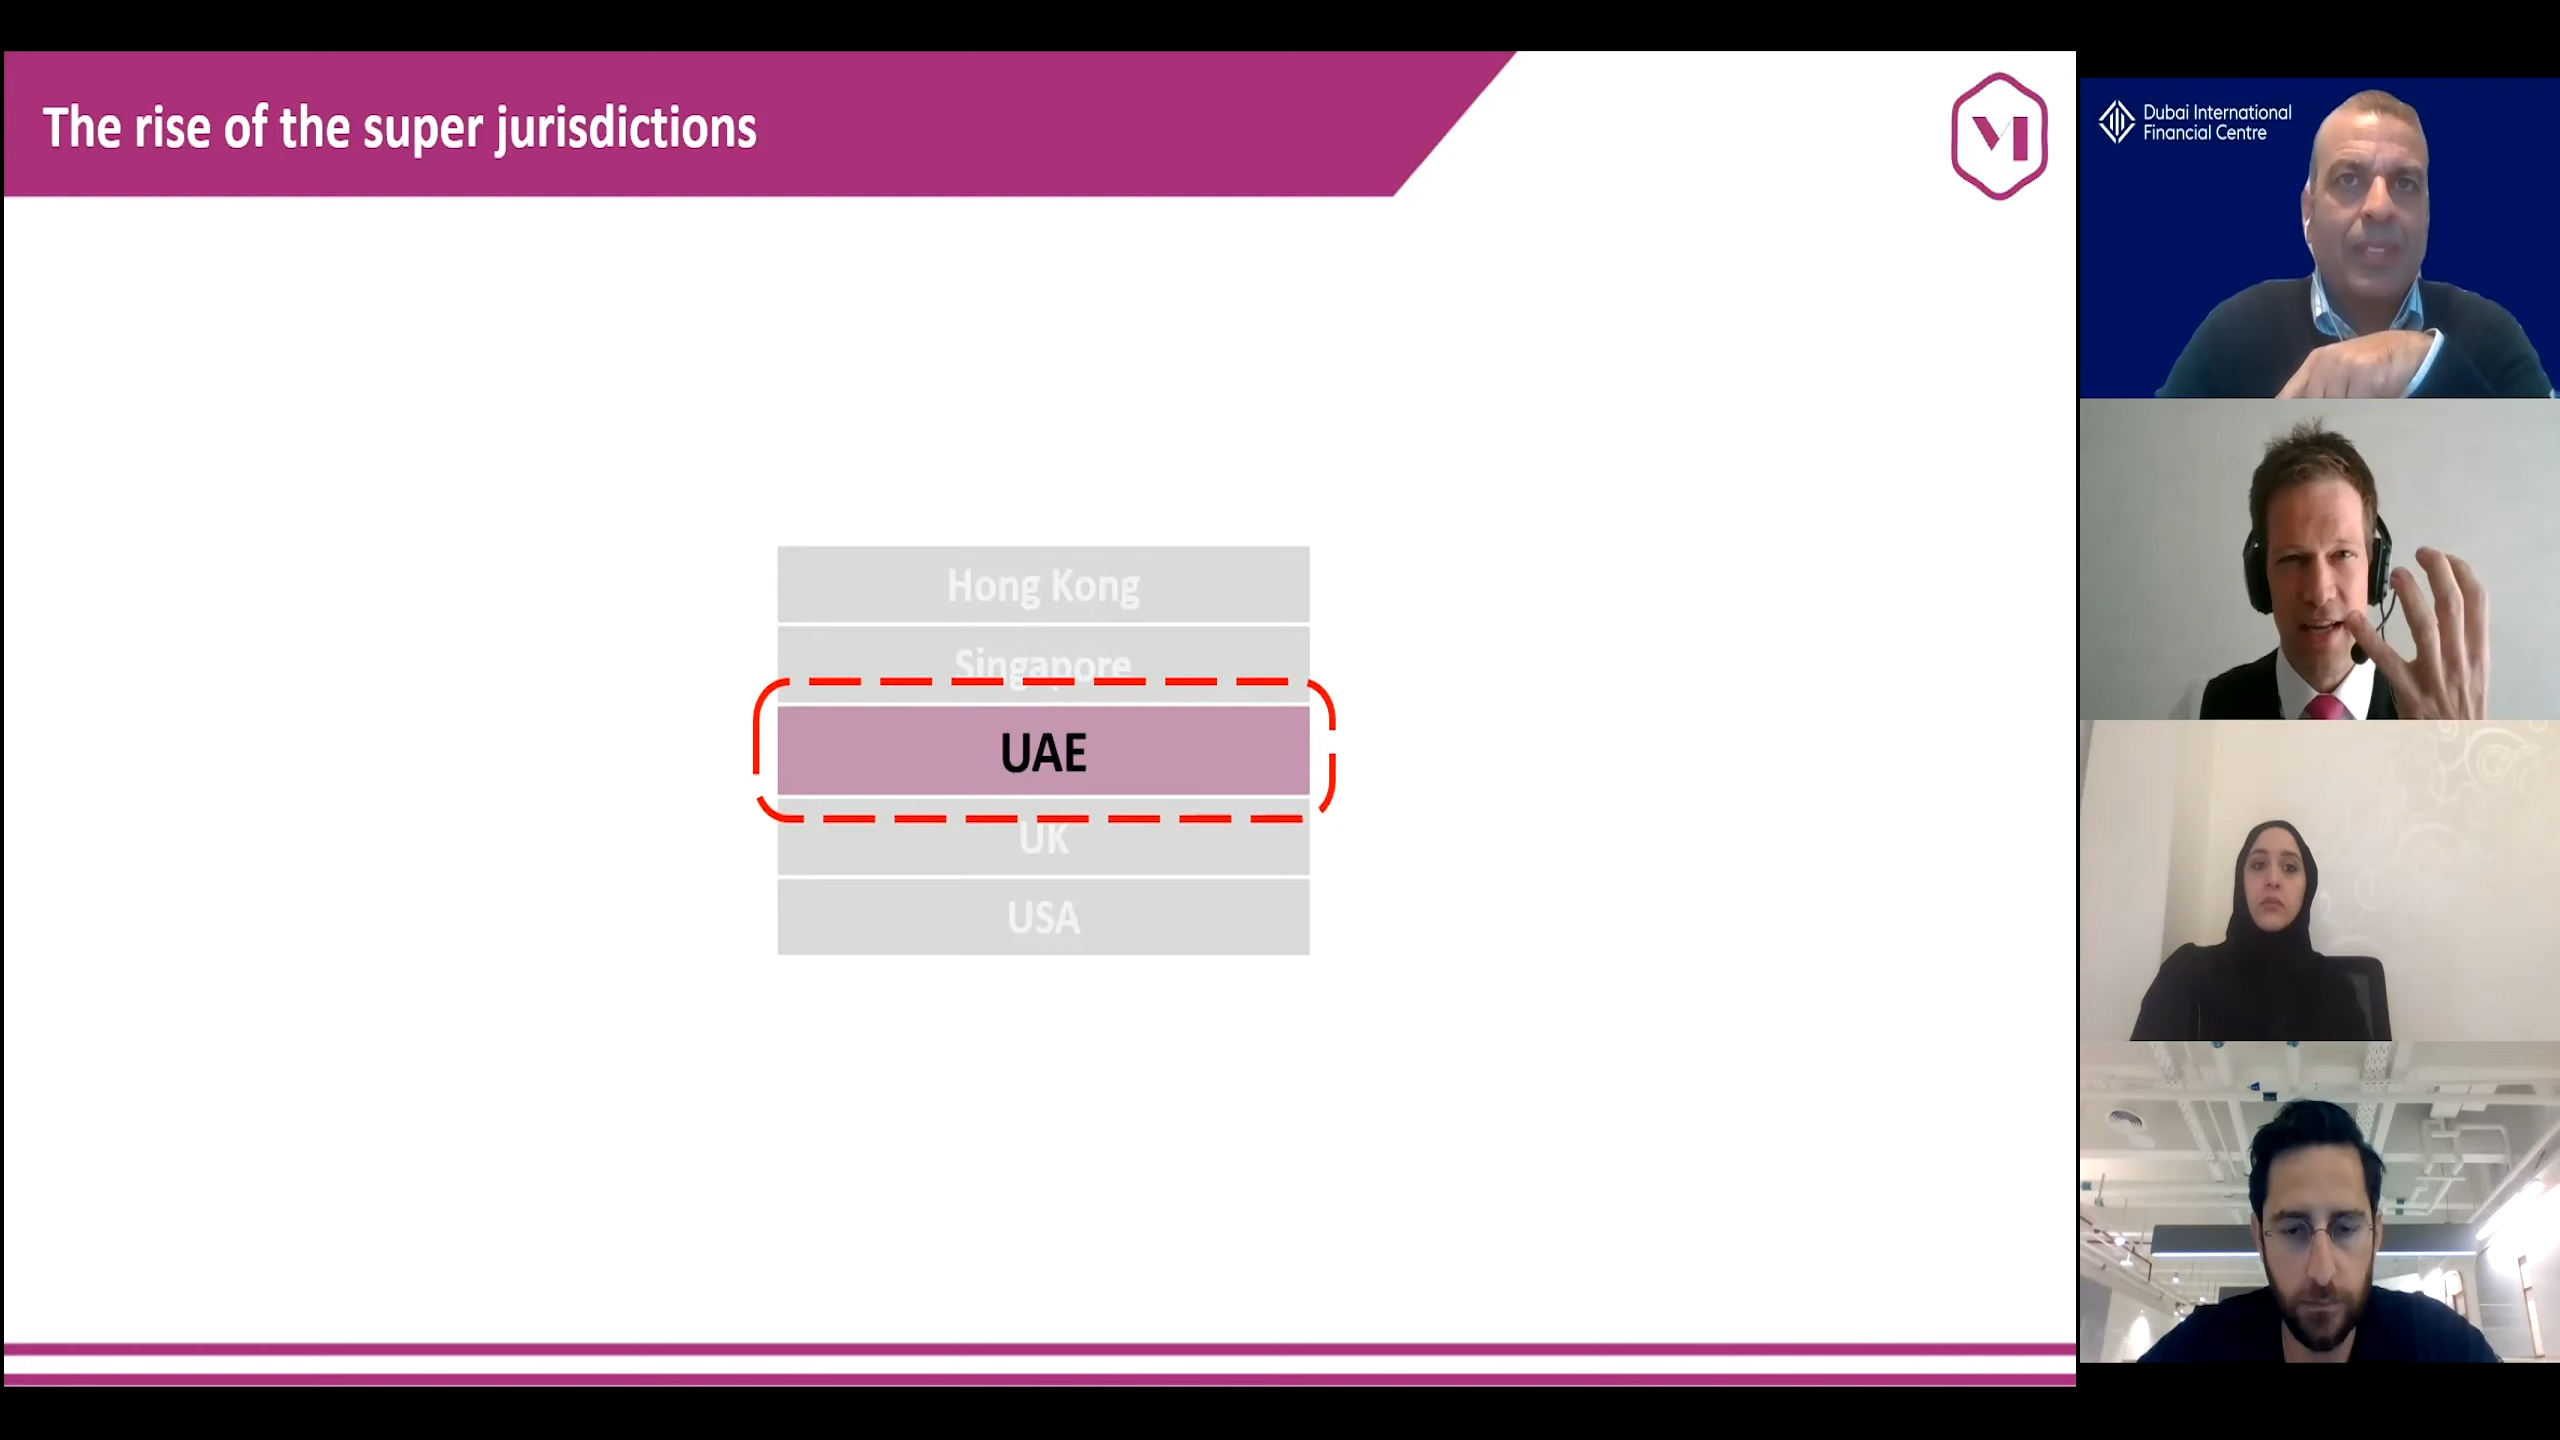 The rise of the super jurisdictions
Dubai International
Financial Centre
Hong Kong
Singapore
UAE
UK
USA